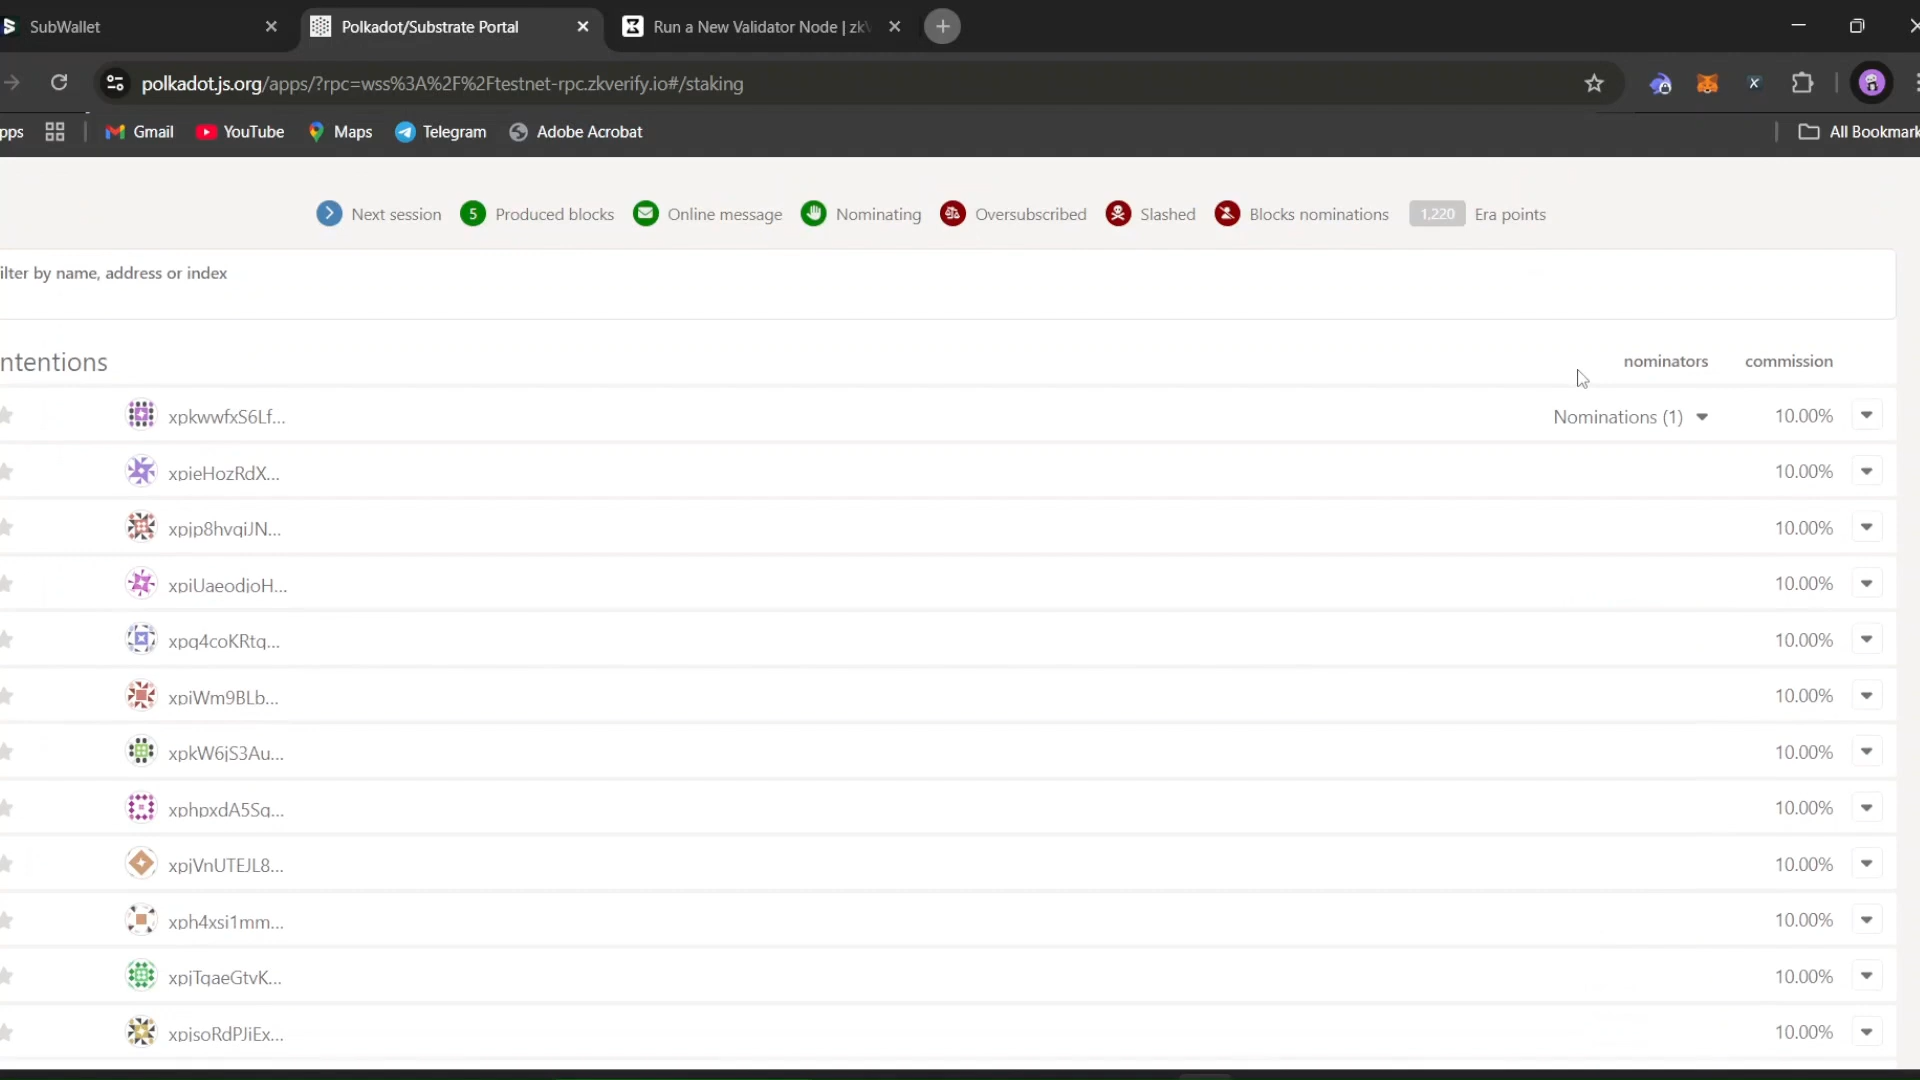 SubWallet
Polkadot/Substrate Portal
Run a New Validator Node | zkV
polkadot.js.org/apps/?rpc=wss%3A%2F%2Ftestnet-rpc.zkverify.io#/staking
pps Gmail YouTube Maps Telegram Adobe Acrobat All Bookmark
Next session 5 Produced blocks Online message Nominating Oversubscribed Slashed Blocks nominations 1,220 Era points
ilter by name, address or index
ntentions nominators commission
xpkwwfxS6Lf... Nominations (1) 10.00%
xpieHozRdX... 10.00%
xpjp8hvqiJN... 10.00%
xpiUaeodjoH... 10.00%
xpq4coKRtq... 10.00%
xpiWm9BLb... 10.00%
xpkW6jS3Au... 10.00%
xphpxdA5Sq... 10.00%
xpjVnUTEJL8... 10.00%
xph4xsi1mm... 10.00%
xpjTqaeGtvK... 10.00%
xpjsoRdPJiEx... 10.00%